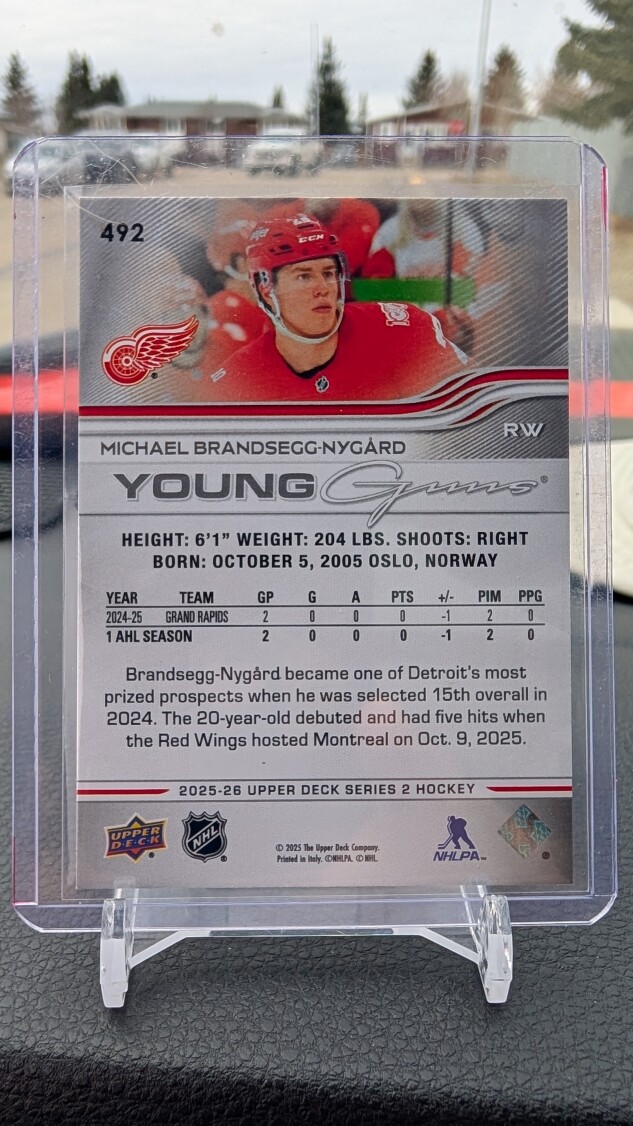 492
CCM
RW
MICHAEL BRANDSEGG-NYGÅRD
YOUNG Guns®
HEIGHT: 6'1" WEIGHT: 204 LBS. SHOOTS: RIGHT
BORN: OCTOBER 5, 2005 OSLO, NORWAY
YEAR TEAM GP G A PTS +/- PIM PPG
2024-25 GRAND RAPIDS 2 0 0 0 -1 2 0
1 AHL SEASON 2 0 0 0 -1 2 0
Brandsegg-Nygård became one of Detroit's most
prized prospects when he was selected 15th overall in
2024. The 20-year-old debuted and had five hits when
the Red Wings hosted Montreal on Oct. 9, 2025.
2025-26 UPPER DECK SERIES 2 HOCKEY
UPPER
D•E•C•K
NHL
© 2025 The Upper Deck Company.
Printed in Italy. ©NHLPA. ©NHL.
NHLPA™